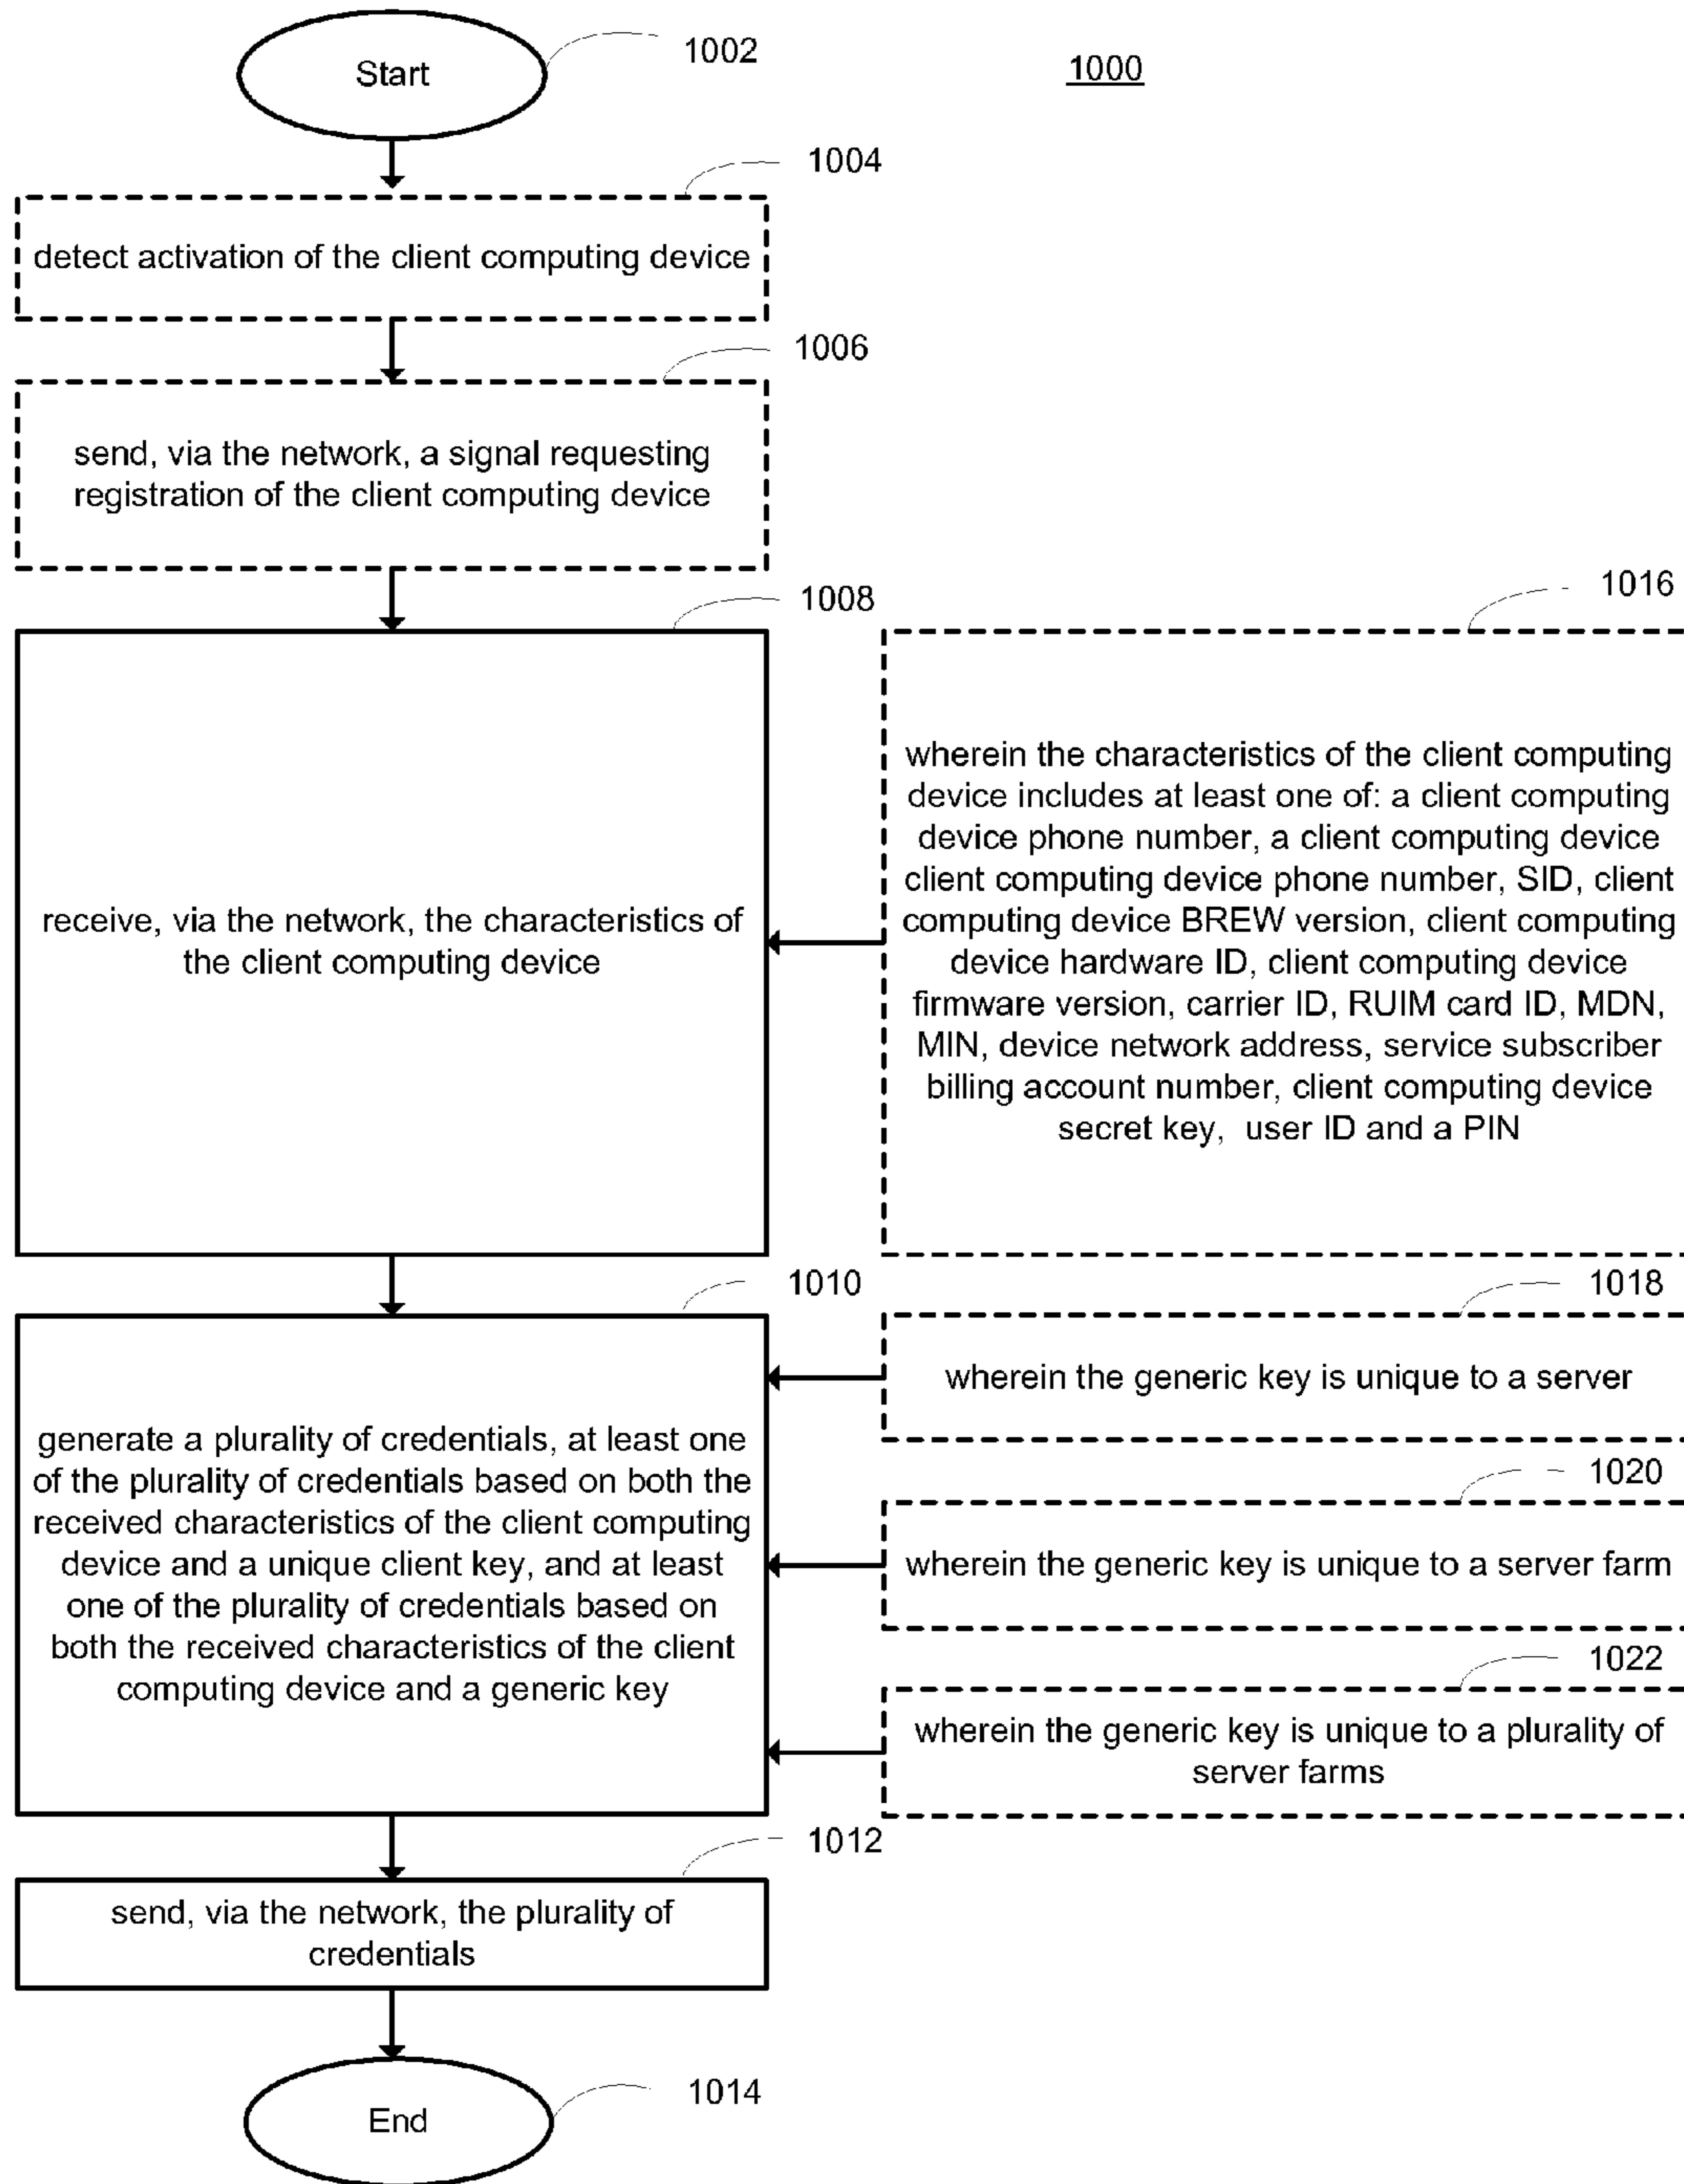 Start
1002
1000
1004
detect activation of the client computing device
1006
send, via the network, a signal requesting
registration of the client computing device
1008
receive, via the network, the characteristics of
the client computing device
1016
wherein the characteristics of the client computing
device includes at least one of: a client computing
device phone number, a client computing device
client computing device phone number, SID, client
computing device BREW version, client computing
device hardware ID, client computing device
firmware version, carrier ID, RUIM card ID, MDN,
MIN, device network address, service subscriber
billing account number, client computing device
secret key, user ID and a PIN
1010
generate a plurality of credentials, at least one
of the plurality of credentials based on both the
received characteristics of the client computing
device and a unique client key, and at least
one of the plurality of credentials based on
both the received characteristics of the client
computing device and a generic key
1018
wherein the generic key is unique to a server
1020
wherein the generic key is unique to a server farm
1022
wherein the generic key is unique to a plurality of
server farms
1012
send, via the network, the plurality of
credentials
1014
End